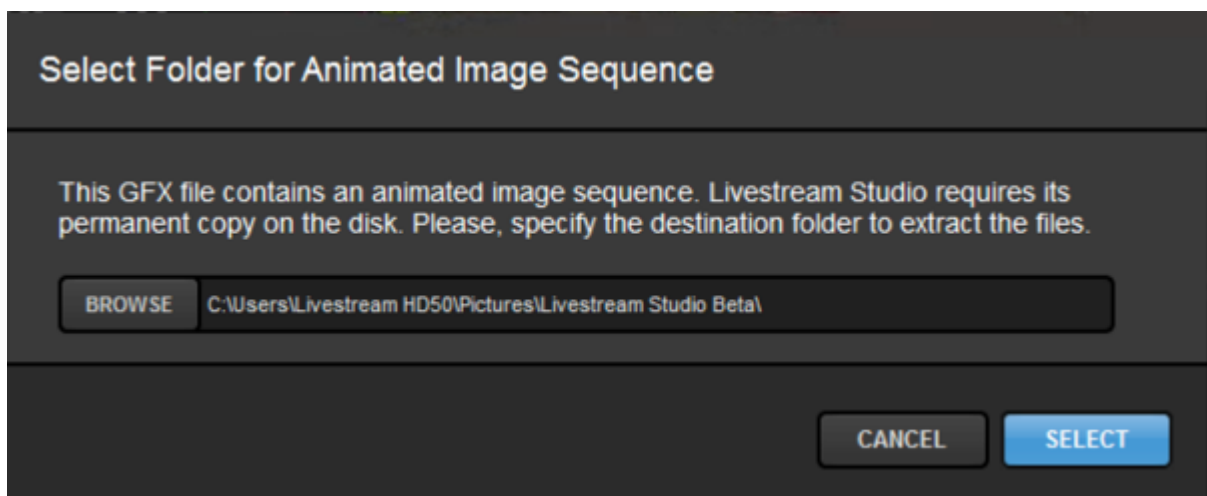 Select Folder for Animated Image Sequence
This GFX file contains an animated image sequence. Livestream Studio requires its
permanent copy on the disk. Please, specify the destination folder to extract the files.
BROWSE C:\Users\Livestream HD50\Pictures\Livestream Studio Beta\
CANCEL SELECT